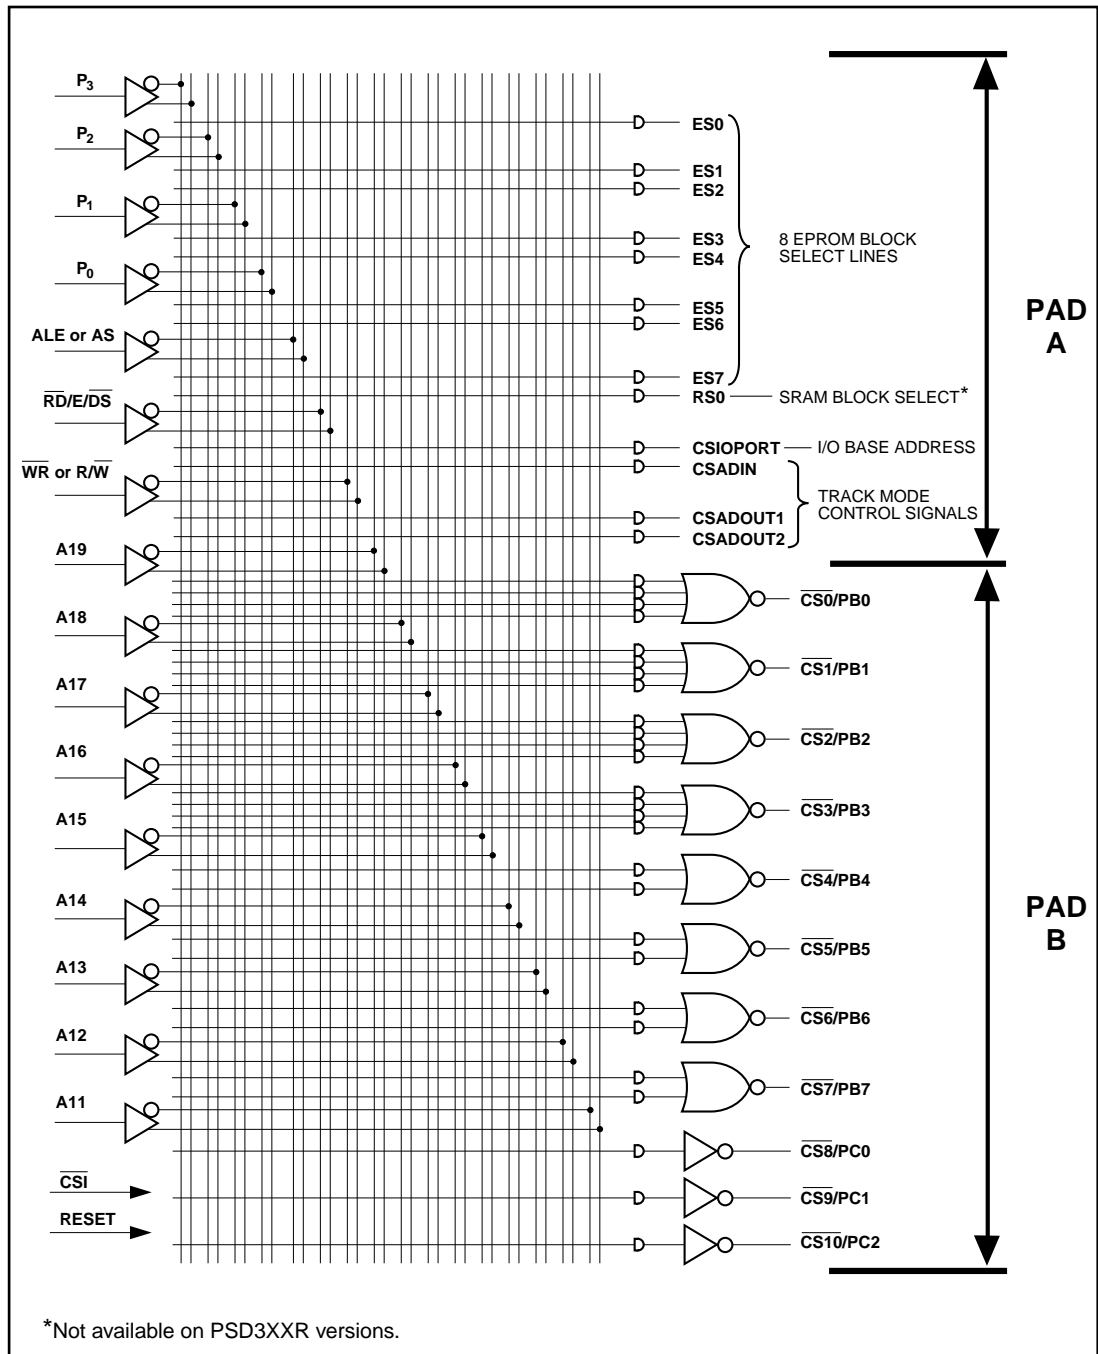 P3
P2
P1
P0
ALE or AS
RD/E/DS
WR or R/W
A19
A18
A17
A16
A15
A14
A13
A12
A11
CSI
RESET
ES0
ES1
ES2
ES3
ES4
ES5
ES6
ES7
8 EPROM BLOCK
SELECT LINES
RS0
SRAM BLOCK SELECT*
CSIOPORT
I/O BASE ADDRESS
CSADIN
CSADOUT1
CSADOUT2
TRACK MODE
CONTROL SIGNALS
PAD
A
CS0/PB0
CS1/PB1
CS2/PB2
CS3/PB3
CS4/PB4
CS5/PB5
CS6/PB6
CS7/PB7
CS8/PC0
CS9/PC1
CS10/PC2
PAD
B
*Not available on PSD3XXR versions.